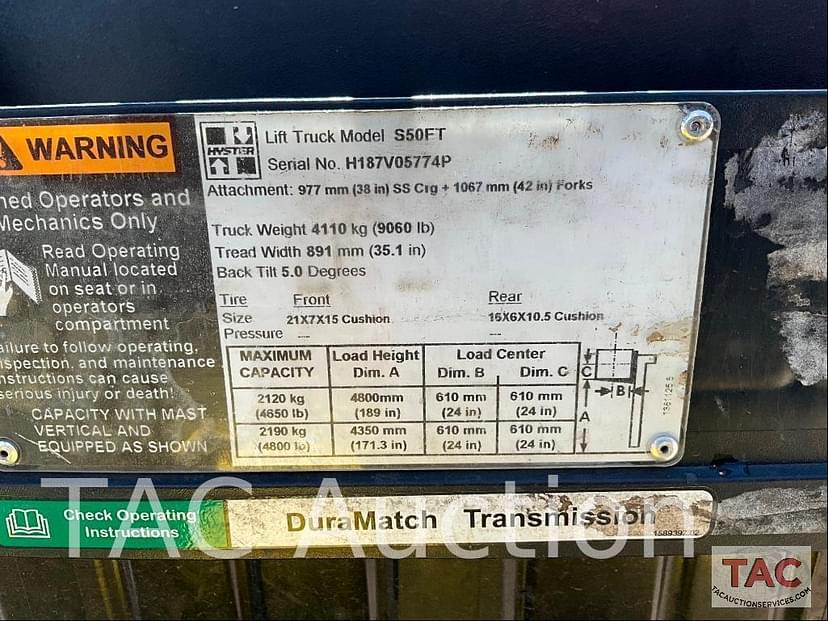 WARNING
Operators and
Mechanics Only
Read Operating
Manual located
on seat or in
operators
compartment
to follow operating,
and maintenance
instructions can cause
serious injury or death!
CAPACITY WITH MAST
VERTICAL AND
EQUIPPED AS SHOWN
HYSTER
Lift Truck Model S50FT
Serial No. H187V05774P
Attachment: 977 mm (38 in) SS Crg + 1067 mm (42 in) Forks
Truck Weight 4110 kg (9060 lb)
Tread Width 891 mm (35.1 in)
Back Tilt 5.0 Degrees
Tire Front Rear
Size 21X7X15 Cushion 16X6X10.5 Cushion
Pressure --- ---
MAXIMUM CAPACITY Load Height Dim. A Load Center Dim. B Dim. C
2120 kg (4650 lb) 4800mm (189 in) 610 mm (24 in) 610 mm (24 in)
2190 kg (4800 lb) 4350 mm (171.3 in) 610 mm (24 in) 610 mm (24 in)
C
B
A
Check Operating
Instructions
DuraMatch Transmission
TAC Auction
TAC
TACAUCTIONSERVICES.COM